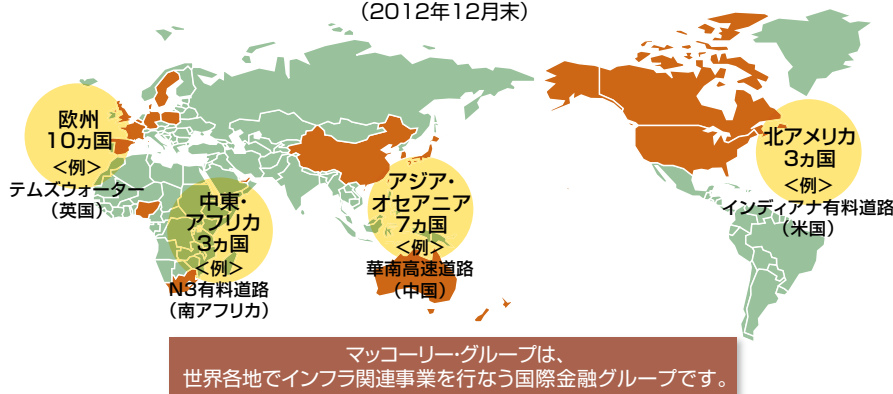 (2012年12月末)
欧州
10ヵ国
<例>
テムズウォーター
(英国)
中東・
アフリカ
3ヵ国
<例>
N3有料道路
(南アフリカ)
アジア・
オセアニア
7ヵ国
<例>
華南高速道路
(中国)
北アメリカ
3ヵ国
<例>
インディアナ有料道路
(米国)
マッコーリー・グループは、
世界各地でインフラ関連事業を行なう国際金融グループです。